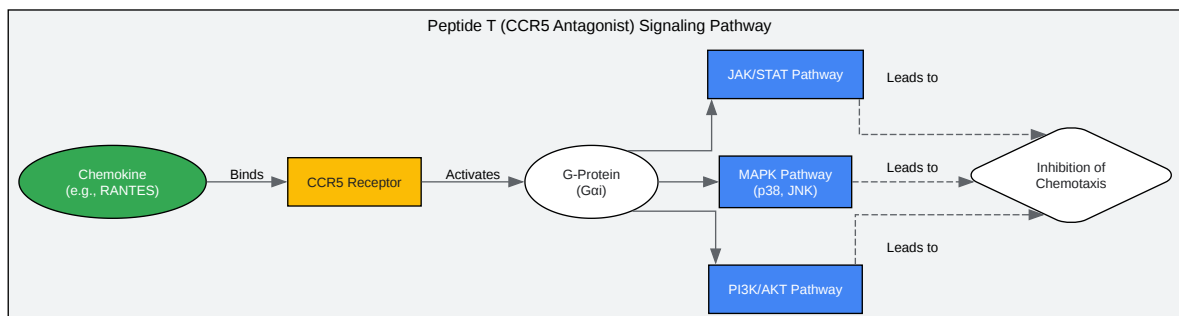 Peptide T (CCR5 Antagonist) Signaling Pathway
Chemokine
(e.g., RANTES)
Binds
CCR5 Receptor
Activates
G-Protein
(Gαi)
JAK/STAT Pathway
Leads to
MAPK Pathway
(p38, JNK)
Leads to
PI3K/AKT Pathway
Leads to
Inhibition of
Chemotaxis